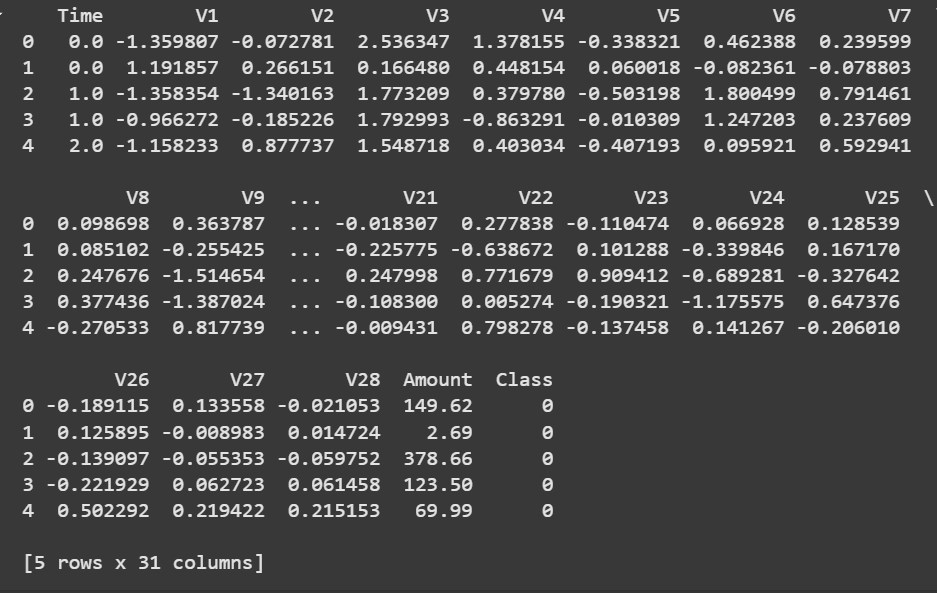 Time V1 V2 V3 V4 V5 V6 V7
0 0.0 -1.359807 -0.072781 2.536347 1.378155 -0.338321 0.462388 0.239599
1 0.0 1.191857 0.266151 0.166480 0.448154 0.060018 -0.082361 -0.078803
2 1.0 -1.358354 -1.340163 1.773209 0.379780 -0.503198 1.800499 0.791461
3 1.0 -0.966272 -0.185226 1.792993 -0.863291 -0.010309 1.247203 0.237609
4 2.0 -1.158233 0.877737 1.548718 0.403034 -0.407193 0.095921 0.592941
V8 V9 ... V21 V22 V23 V24 V25 \
0 0.098698 0.363787 ... -0.018307 0.277838 -0.110474 0.066928 0.128539
1 0.085102 -0.255425 ... -0.225775 -0.638672 0.101288 -0.339846 0.167170
2 0.247676 -1.514654 ... 0.247998 0.771679 0.909412 -0.689281 -0.327642
3 0.377436 -1.387024 ... -0.108300 0.005274 -0.190321 -1.175575 0.647376
4 -0.270533 0.817739 ... -0.009431 0.798278 -0.137458 0.141267 -0.206010
V26 V27 V28 Amount Class
0 -0.189115 0.133558 -0.021053 149.62 0
1 0.125895 -0.008983 0.014724 2.69 0
2 -0.139097 -0.055353 -0.059752 378.66 0
3 -0.221929 0.062723 0.061458 123.50 0
4 0.502292 0.219422 0.215153 69.99 0
[5 rows x 31 columns]